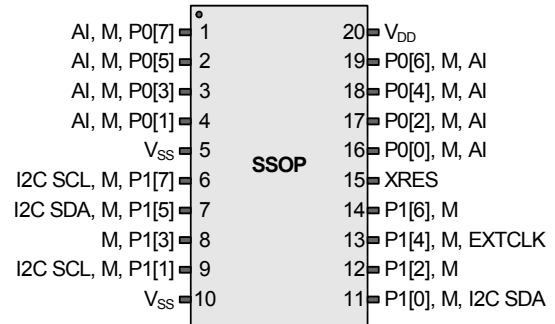 AI, M, P0[7] 1 20 VDD
AI, M, P0[5] 2 19 P0[6], M, AI
AI, M, P0[3] 3 18 P0[4], M, AI
AI, M, P0[1] 4 17 P0[2], M, AI
VSS 5 16 P0[0], M, AI
SSOP
I2C SCL, M, P1[7] 6 15 XRES
I2C SDA, M, P1[5] 7 14 P1[6], M
M, P1[3] 8 13 P1[4], M, EXTCLK
I2C SCL, M, P1[1] 9 12 P1[2], M
VSS 10 11 P1[0], M, I2C SDA